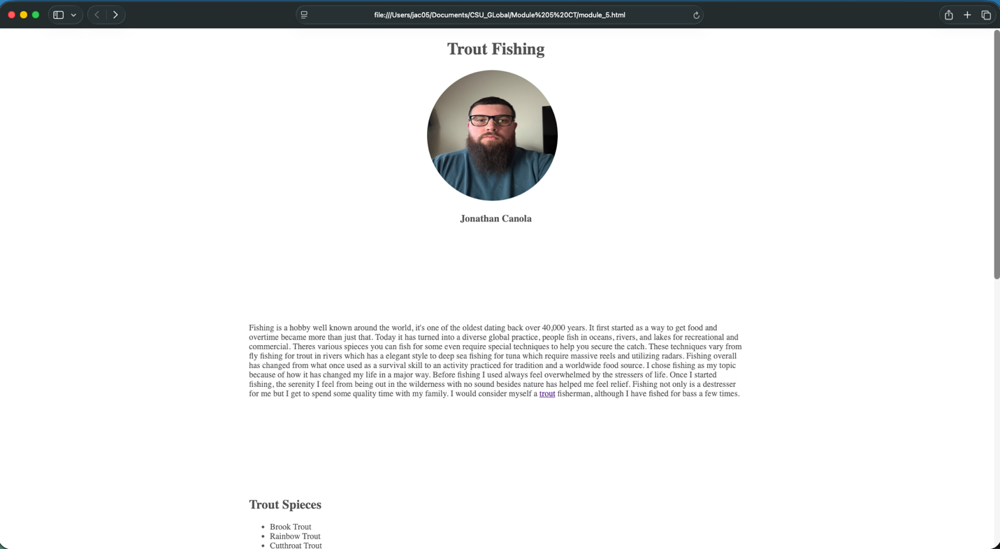 file:///Users/jac05/Documents/CSU_GLobal/Module%205%20CT/module_5.html
Trout Fishing
Jonathan Canola
Fishing is a hobby well known around the world, it's one of the oldest dating back over 40,000 years. It first started as a way to get food and
overtime became more than just that. Today it has turned into a diverse global practice, people fish in oceans, rivers, and lakes for recreational and
commercial. Theres various spieces you can fish for some even require special techniques to help you secure the catch. These techniques vary from
fly fishing for trout in rivers which has a elegant style to deep sea fishing for tuna which require massive reels and utilizing radars. Fishing overall
has changed from what once used as a survival skill to an activity practiced for tradition and a worldwide food source. I chose fishing as my topic
because of how it has changed my life in a major way. Before fishing I used always feel overwhelmed by the stressers of life. Once I started
fishing, the serenity I feel from being out in the wilderness with no sound besides nature has helped me feel relief. Fishing not only is a destresser
for me but I get to spend some quality time with my family. I would consider myself a trout fisherman, although I have fished for bass a few times.
Trout Spieces
• Brook Trout
• Rainbow Trout
• Cutthroat Trout